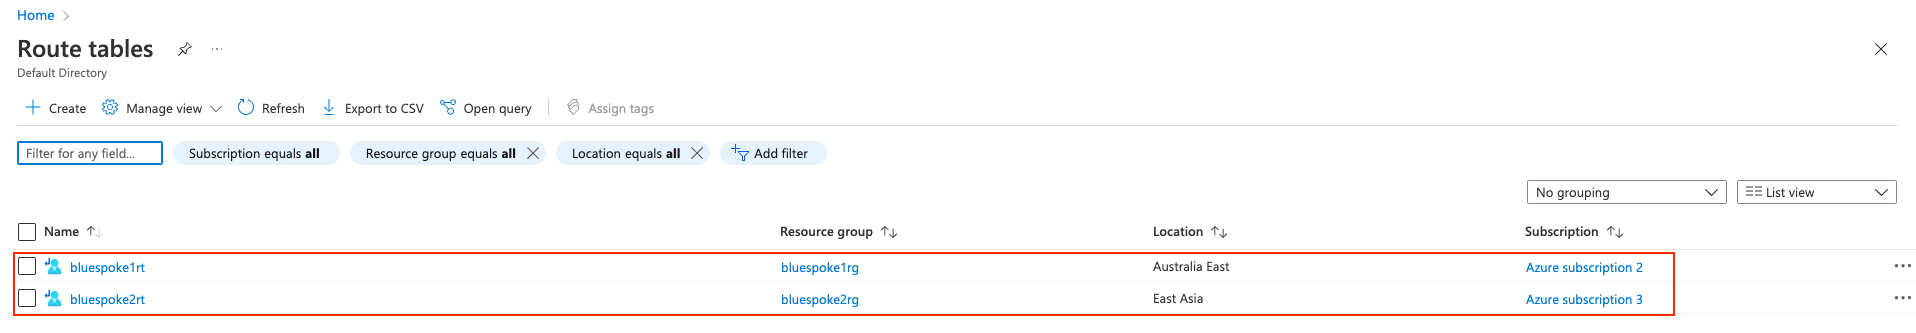 Home
Route tables
Default Directory
Create Manage view Refresh Export to CSV Open query Assign tags
Filter for any field... Subscription equals all Resource group equals all Location equals all Add filter
No grouping List view
Name Resource group Location Subscription
bluespoke1rt bluespoke1rg Australia East Azure subscription 2
bluespoke2rt bluespoke2rg East Asia Azure subscription 3